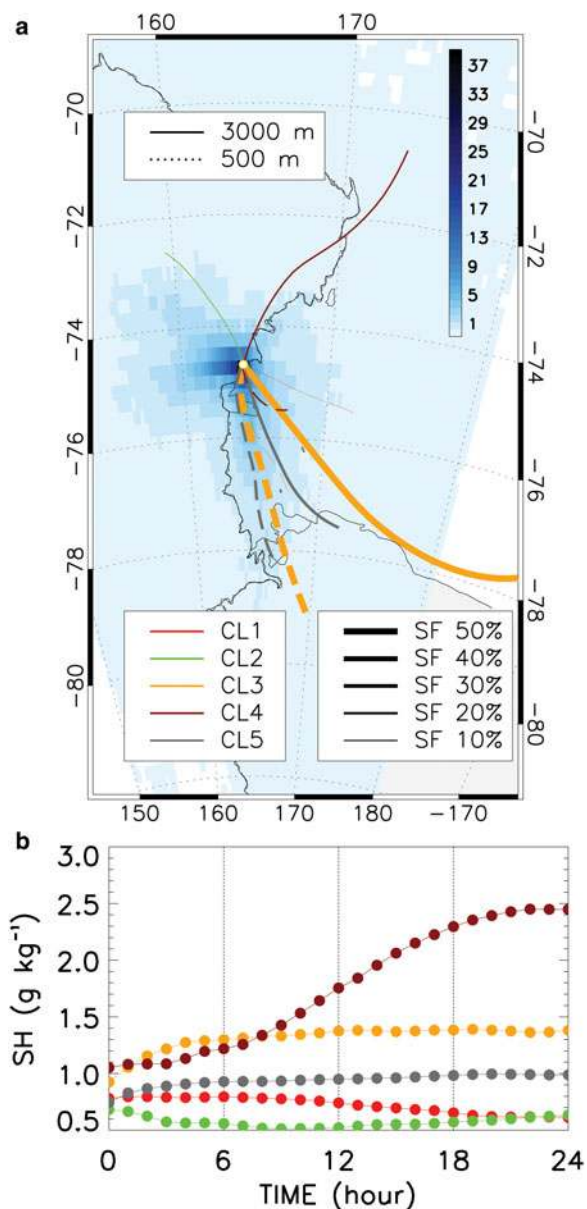 a
160 170
37
33
29
25
21
17
13
9
5
1
3000 m
500 m
−70
−72
−74
−76
−78
−80
−70
−72
−74
−76
−78
−80
CL1
CL2
CL3
CL4
CL5
SF 50%
SF 40%
SF 30%
SF 20%
SF 10%
150 160 170 180 −170
b
3.0
2.5
2.0
1.5
1.0
0.5
SH (g kg⁻¹)
0 6 12 18 24
TIME (hour)